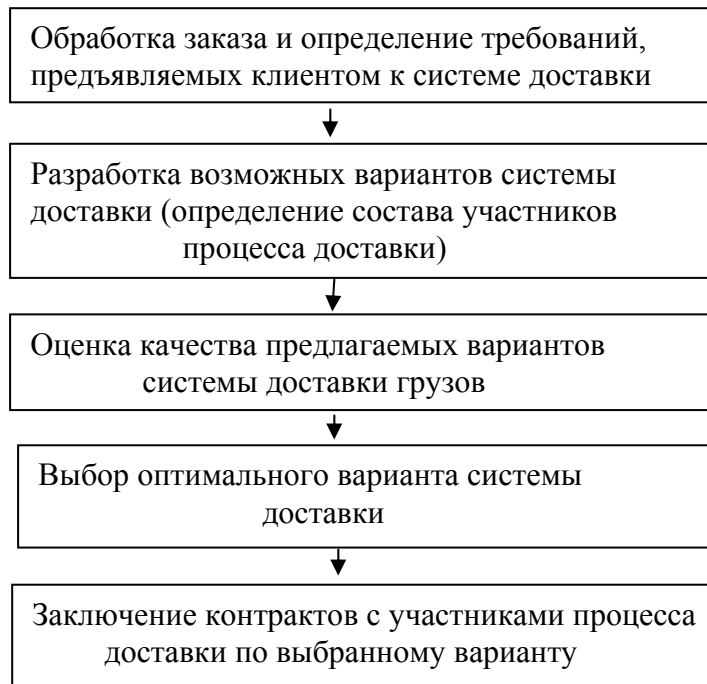 Обработка заказа и определение требований,
предъявляемых клиентом к системе доставки
Разработка возможных вариантов системы
доставки (определение состава участников
процесса доставки)
Оценка качества предлагаемых вариантов
системы доставки грузов
Выбор оптимального варианта системы
доставки
Заключение контрактов с участниками процесса
доставки по выбранному варианту